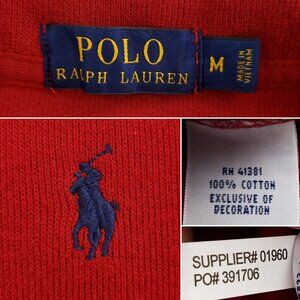 POLO
RALPH LAUREN
M
MADE IN
VIETNAM
RN 41381
100% COTTON
EXCLUSIVE OF
DECORATION
SUPPLIER# 01960
PO# 391706